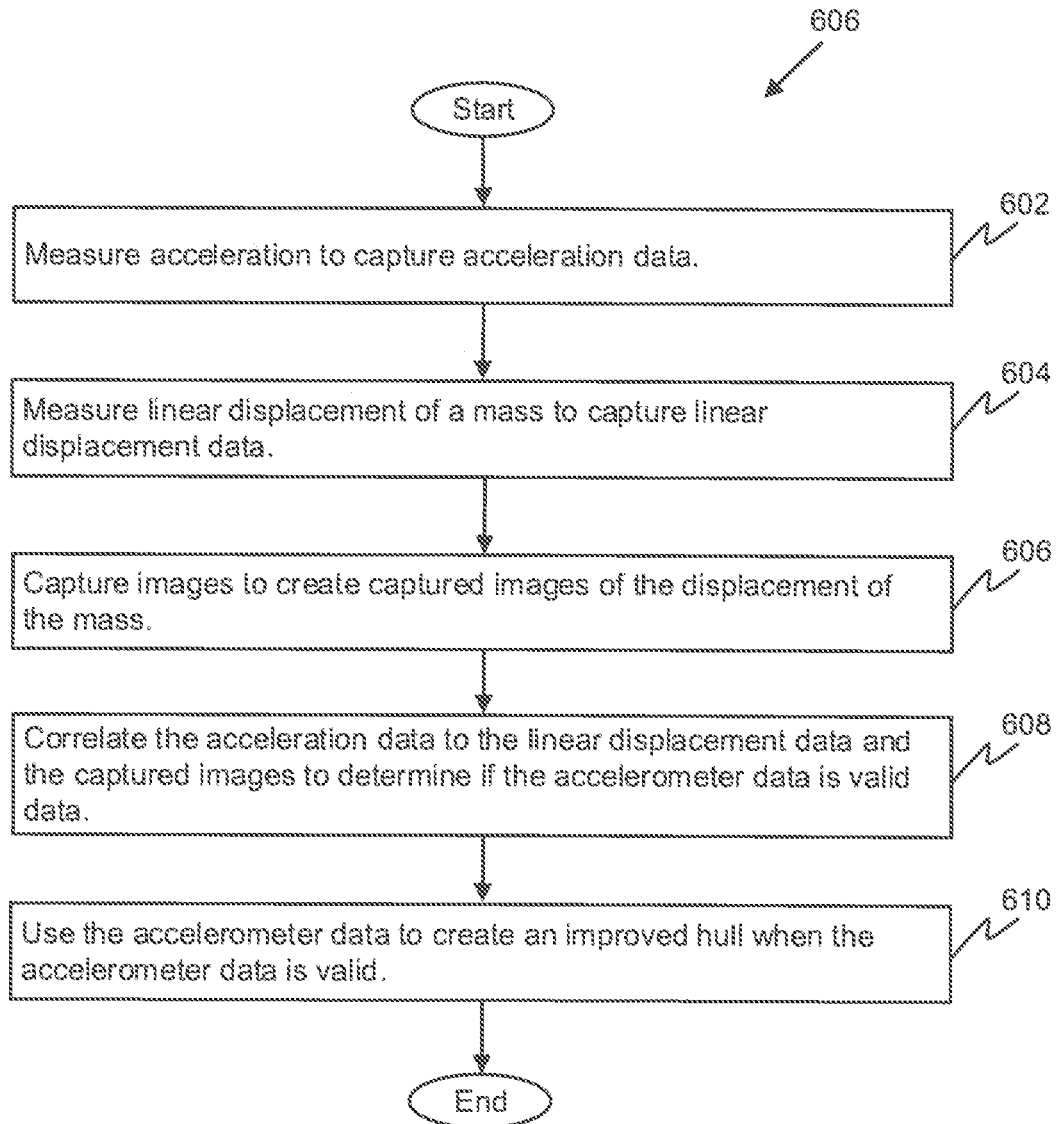 606
Start
602
Measure acceleration to capture acceleration data.
604
Measure linear displacement of a mass to capture linear
displacement data.
606
Capture images to create captured images of the displacement of
the mass.
608
Correlate the acceleration data to the linear displacement data and
the captured images to determine if the accelerometer data is valid
data.
610
Use the accelerometer data to create an improved hull when the
accelerometer data is valid.
End